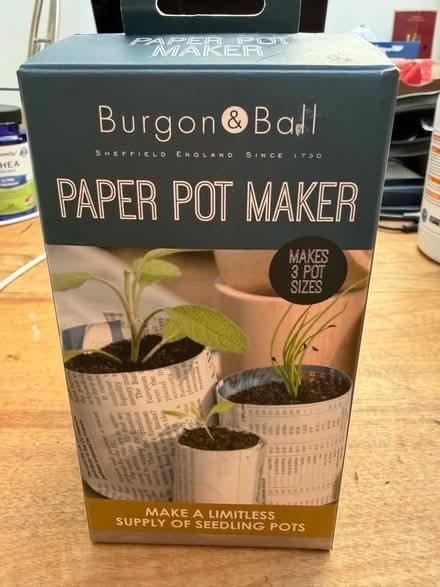 PAPER POT
MAKER
Burgon & Ball
SHEFFIELD ENGLAND SINCE 1730
PAPER POT MAKER
MAKES
3 POT
SIZES
MAKE A LIMITLESS
SUPPLY OF SEEDLING POTS
HEA